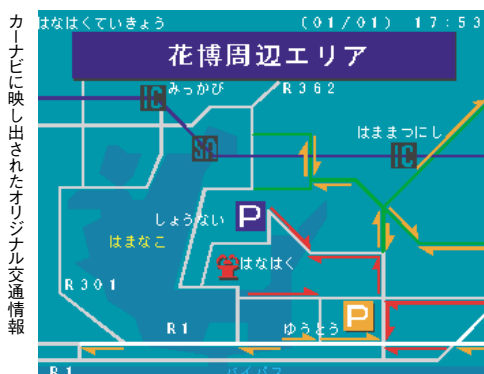 カーナビに映し出されたオリジナル交通情報
はなはくていきょう (01/01) 17:53
花博周辺エリア
IC みっかび R362
SA
はままつにし
IC
しょうない P
はまなこ
はなはく
R301
P
R1 ゆうとう
R1 バイパス